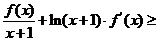 f(x)/(x+1) + ln(x+1)·f′(x) ≥